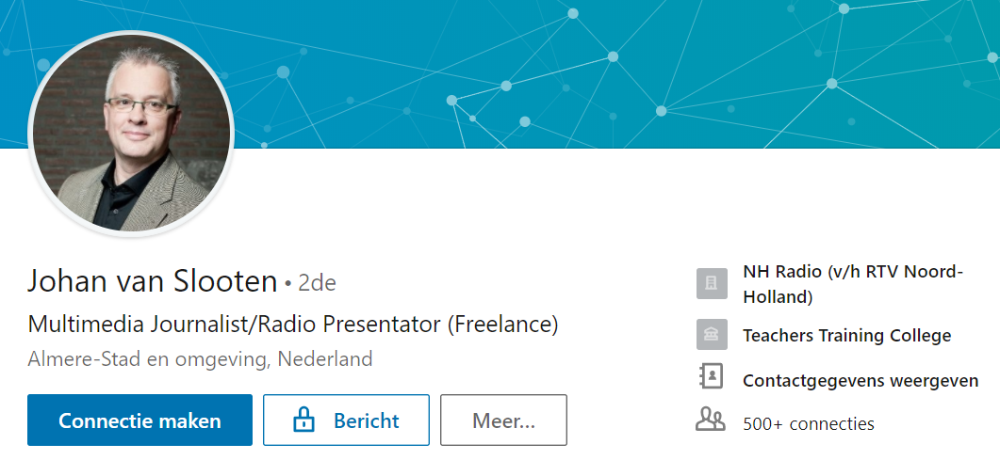 Johan van Slooten • 2de
Multimedia Journalist/Radio Presentator (Freelance)
Almere-Stad en omgeving, Nederland
Connectie maken
Bericht
Meer...
NH Radio (v/h RTV Noord-
Holland)
Teachers Training College
Contactgegevens weergeven
500+ connecties